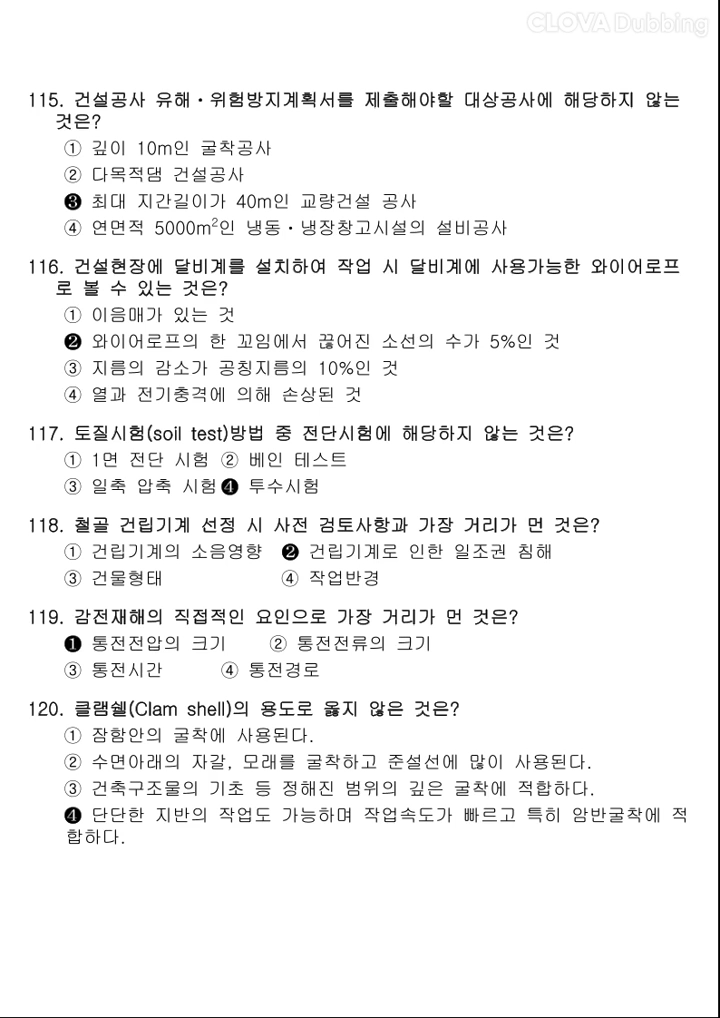 CLOVA Dubbing
115. 건설공사 유해·위험방지계획서를 제출해야할 대상공사에 해당하지 않는
것은?
① 깊이 10m인 굴착공사
② 다목적댐 건설공사
❸ 최대 지간길이가 40m인 교량건설 공사
④ 연면적 5000m²인 냉동·냉장창고시설의 설비공사
116. 건설현장에 달비계를 설치하여 작업 시 달비계에 사용가능한 와이어로프
로 볼 수 있는 것은?
① 이음매가 있는 것
❷ 와이어로프의 한 꼬임에서 끊어진 소선의 수가 5%인 것
③ 지름의 감소가 공칭지름의 10%인 것
④ 열과 전기충격에 의해 손상된 것
117. 토질시험(soil test)방법 중 전단시험에 해당하지 않는 것은?
① 1면 전단 시험 ② 베인 테스트
③ 일축 압축 시험 ❹ 투수시험
118. 철골 건립기계 선정 시 사전 검토사항과 가장 거리가 먼 것은?
① 건립기계의 소음영향 ❷ 건립기계로 인한 일조권 침해
③ 건물형태 ④ 작업반경
119. 감전재해의 직접적인 요인으로 가장 거리가 먼 것은?
❶ 통전전압의 크기 ② 통전전류의 크기
③ 통전시간 ④ 통전경로
120. 클램쉘(Clam shell)의 용도로 옳지 않은 것은?
① 잠함안의 굴착에 사용된다.
② 수면아래의 자갈, 모래를 굴착하고 준설선에 많이 사용된다.
③ 건축구조물의 기초 등 정해진 범위의 깊은 굴착에 적합하다.
❹ 단단한 지반의 작업도 가능하며 작업속도가 빠르고 특히 암반굴착에 적
합하다.